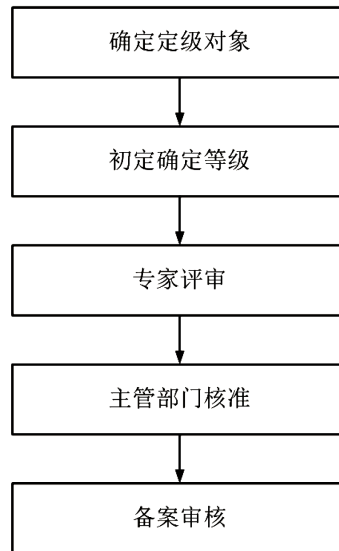 确定定级对象
初定确定等级
专家评审
主管部门核准
备案审核